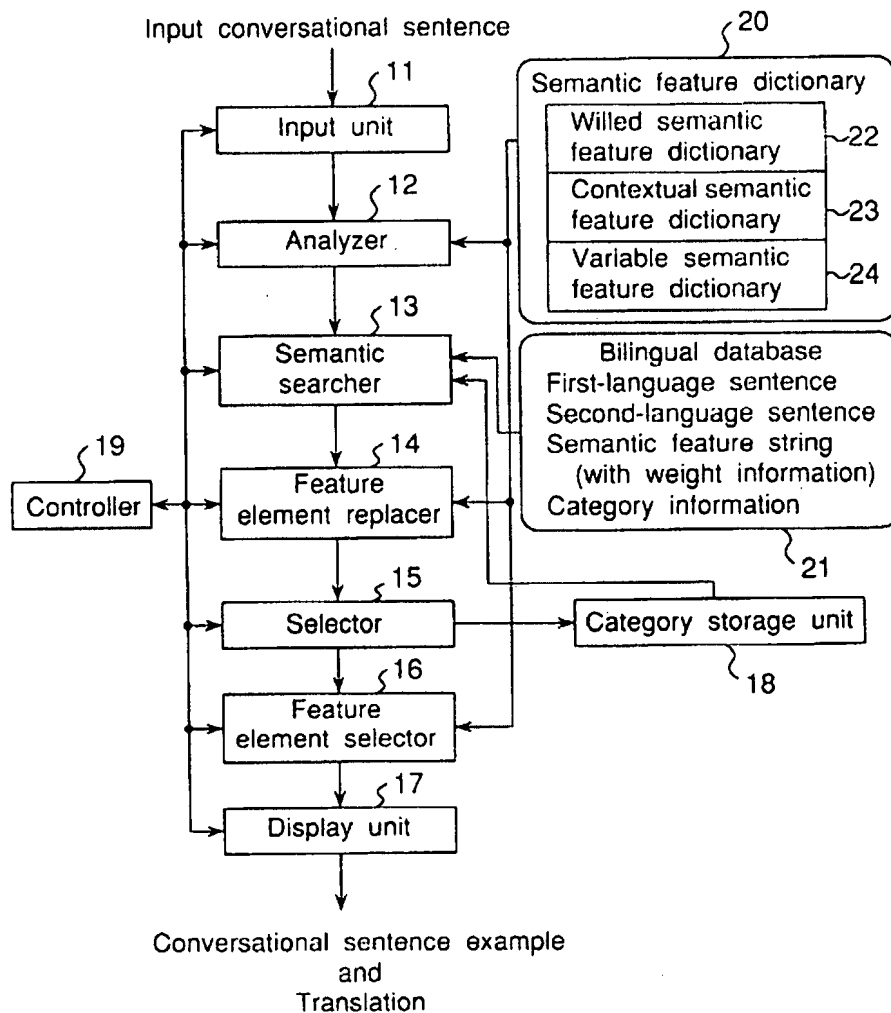 Input conversational sentence
11
Input unit
12
Analyzer
13
Semantic
searcher
14
Feature
element replacer
15
Selector
16
Feature
element selector
17
Display unit
Conversational sentence example
and
Translation
19
Controller
20
Semantic feature dictionary
Willed semantic
feature dictionary
22
Contextual semantic
feature dictionary
23
Variable semantic
feature dictionary
24
Bilingual database
First-language sentence
Second-language sentence
Semantic feature string
(with weight information)
Category information
21
Category storage unit
18